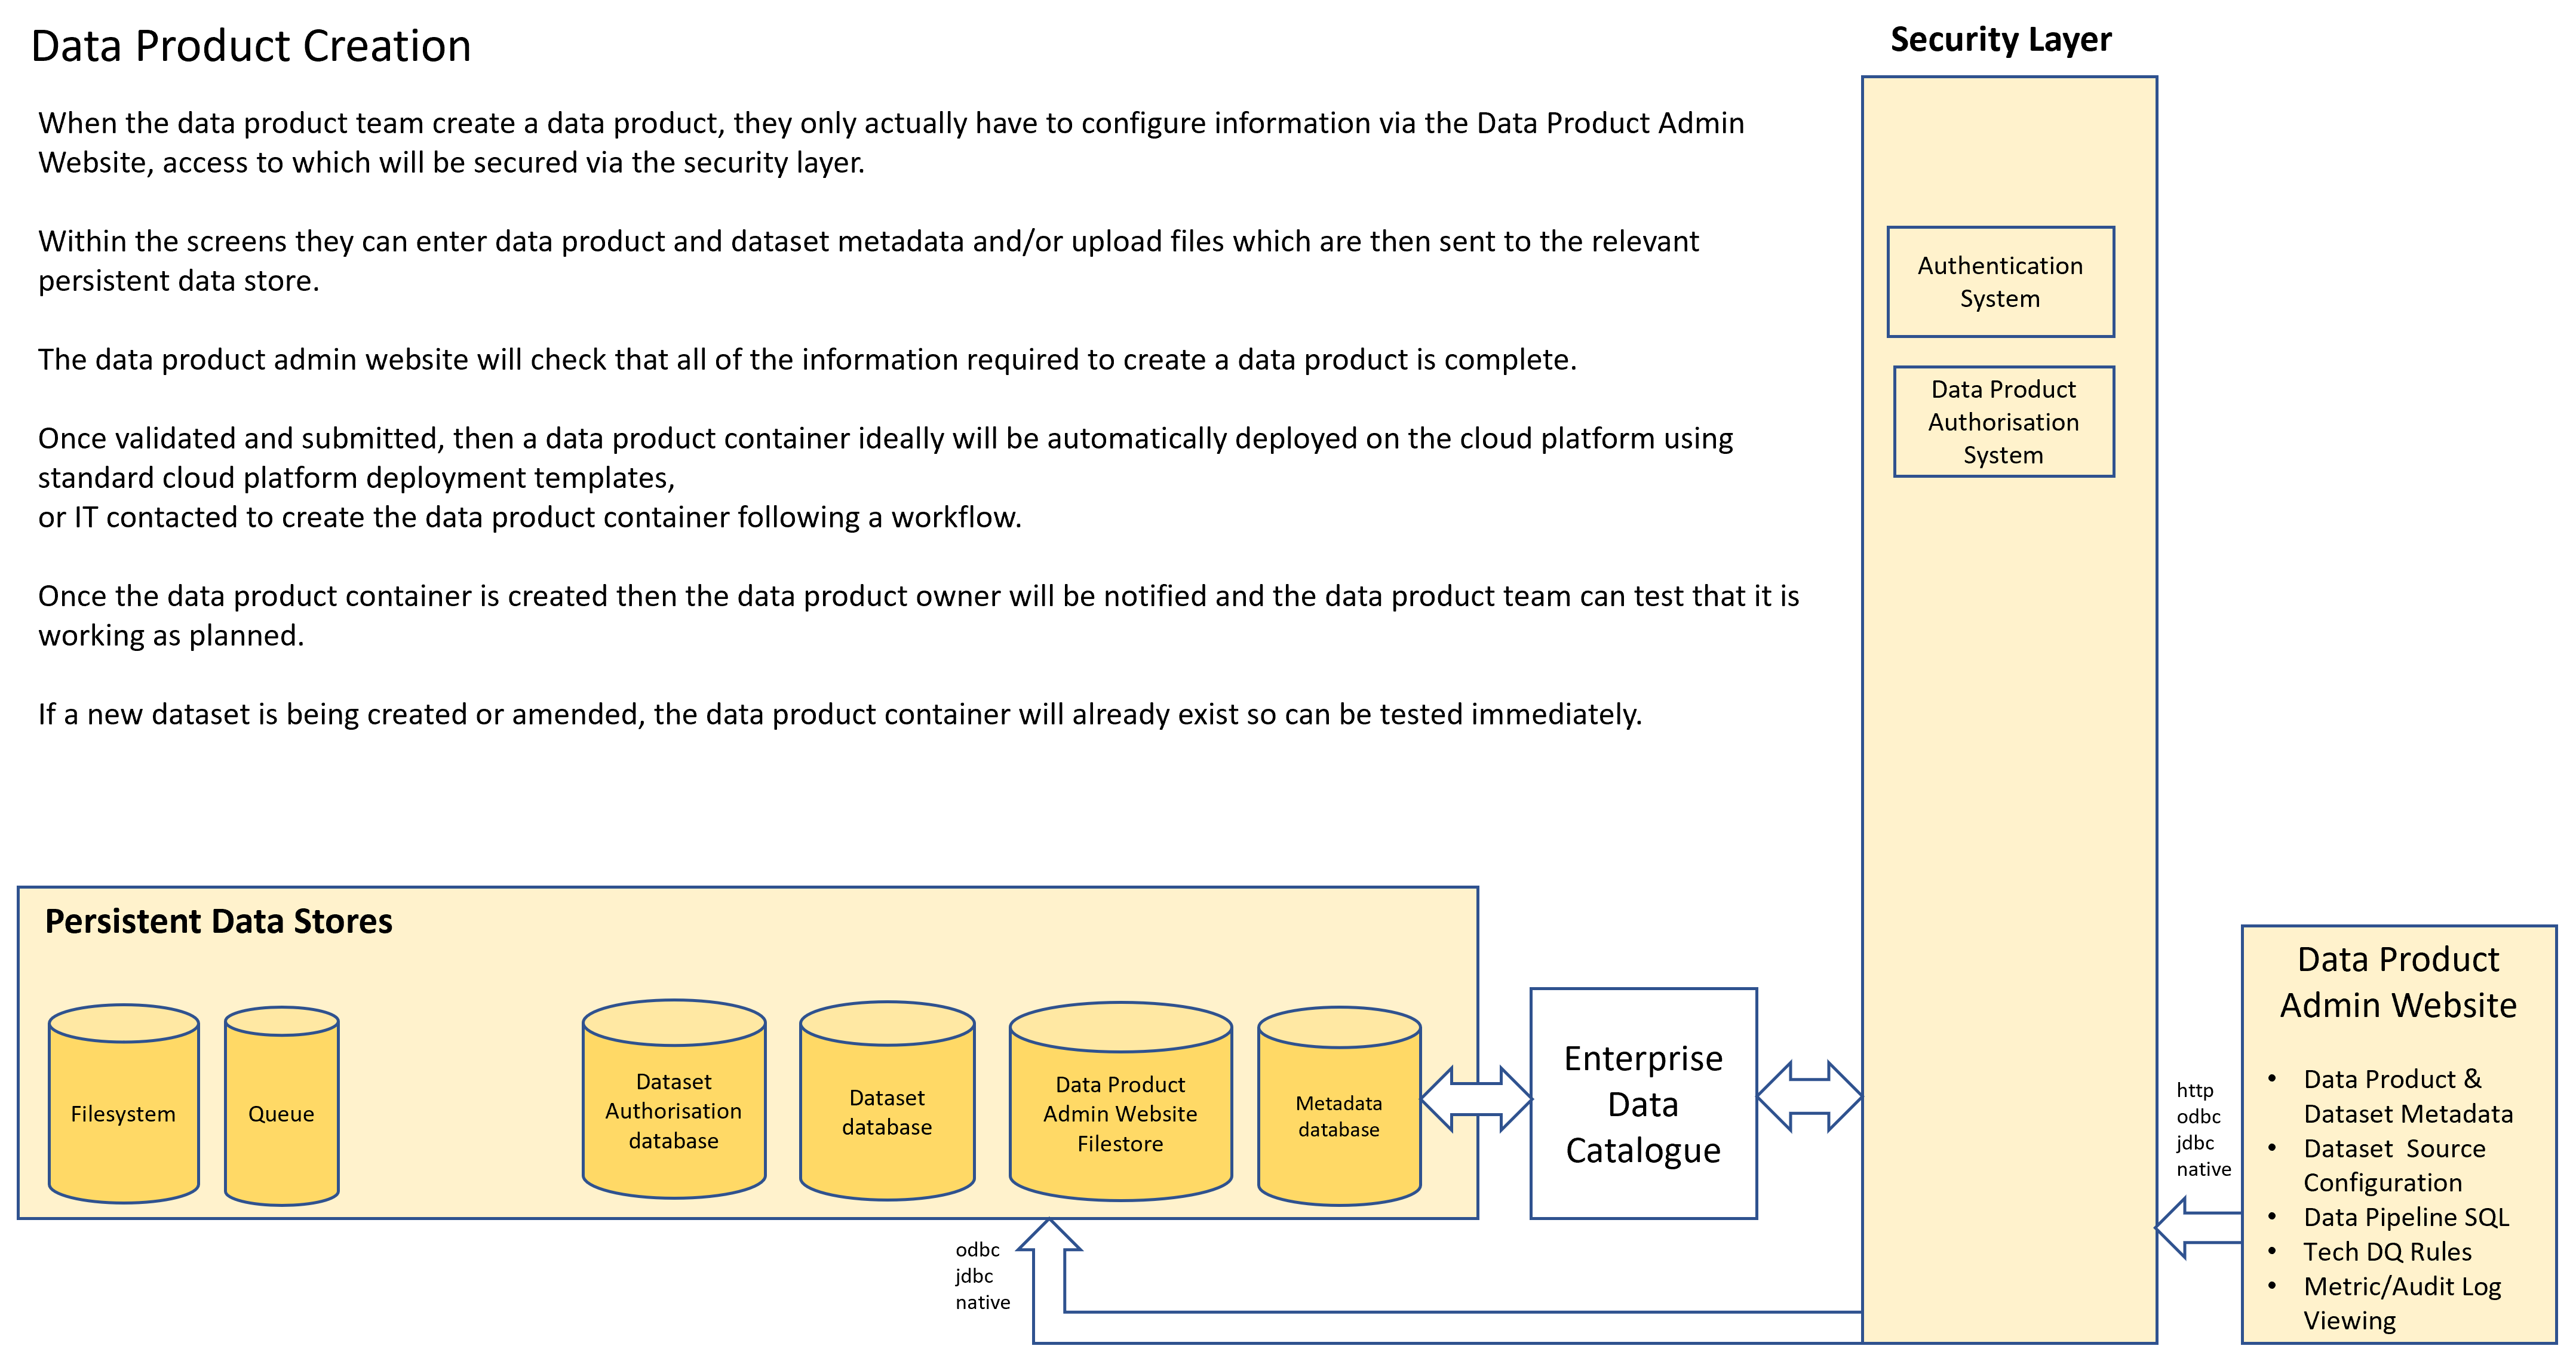 Data Product Creation
Security Layer
When the data product team create a data product, they only actually have to configure information via the Data Product Admin
Website, access to which will be secured via the security layer.
Within the screens they can enter data product and dataset metadata and/or upload files which are then sent to the relevant
persistent data store.
The data product admin website will check that all of the information required to create a data product is complete.
Once validated and submitted, then a data product container ideally will be automatically deployed on the cloud platform using
standard cloud platform deployment templates,
or IT contacted to create the data product container following a workflow.
Once the data product container is created then the data product owner will be notified and the data product team can test that it is
working as planned.
If a new dataset is being created or amended, the data product container will already exist so can be tested immediately.
Authentication
System
Data Product
Authorisation
System
Persistent Data Stores
Filesystem
Queue
Dataset
Authorisation
database
Dataset
database
Data Product
Admin Website
Filestore
Metadata
database
Enterprise
Data
Catalogue
odbc
jdbc
native
http
odbc
jdbc
native
Data Product
Admin Website
• Data Product &
Dataset Metadata
• Dataset  Source
Configuration
• Data Pipeline SQL
• Tech DQ Rules
• Metric/Audit Log
Viewing